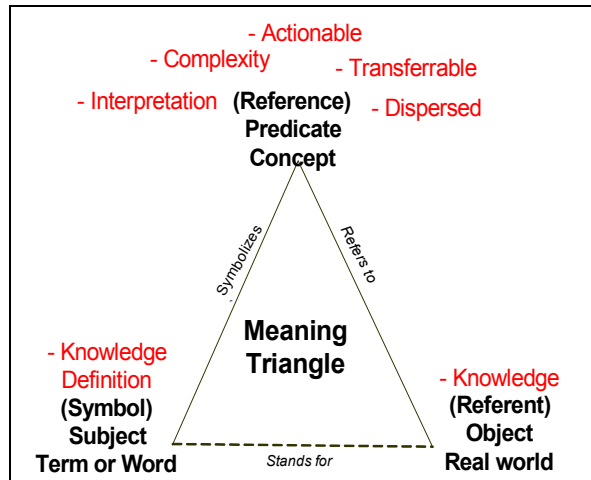 - Actionable
- Complexity
- Transferrable
- Interpretation
(Reference)
- Dispersed
Predicate
Concept
Symbolizes
Refers to
Meaning
Triangle
- Knowledge
Definition
(Symbol)
Subject
Term or Word
- Knowledge
(Referent)
Object
Real world
Stands for